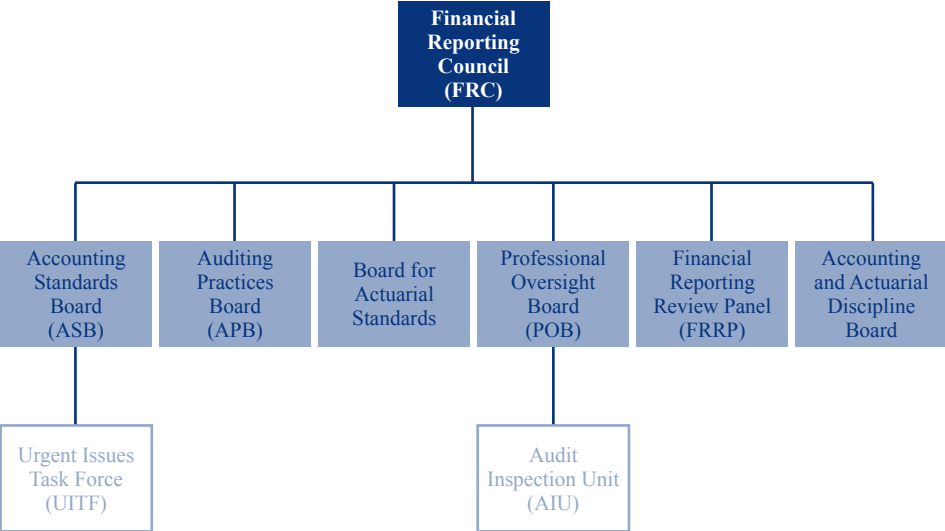 Financial
Reporting
Council
(FRC)
Accounting
Standards
Board
(ASB)
Auditing
Practices
Board
(APB)
Board for
Actuarial
Standards
Professional
Oversight
Board
(POB)
Financial
Reporting
Review Panel
(FRRP)
Accounting
and Actuarial
Discipline
Board
Urgent Issues
Task Force
(UITF)
Audit
Inspection Unit
(AIU)